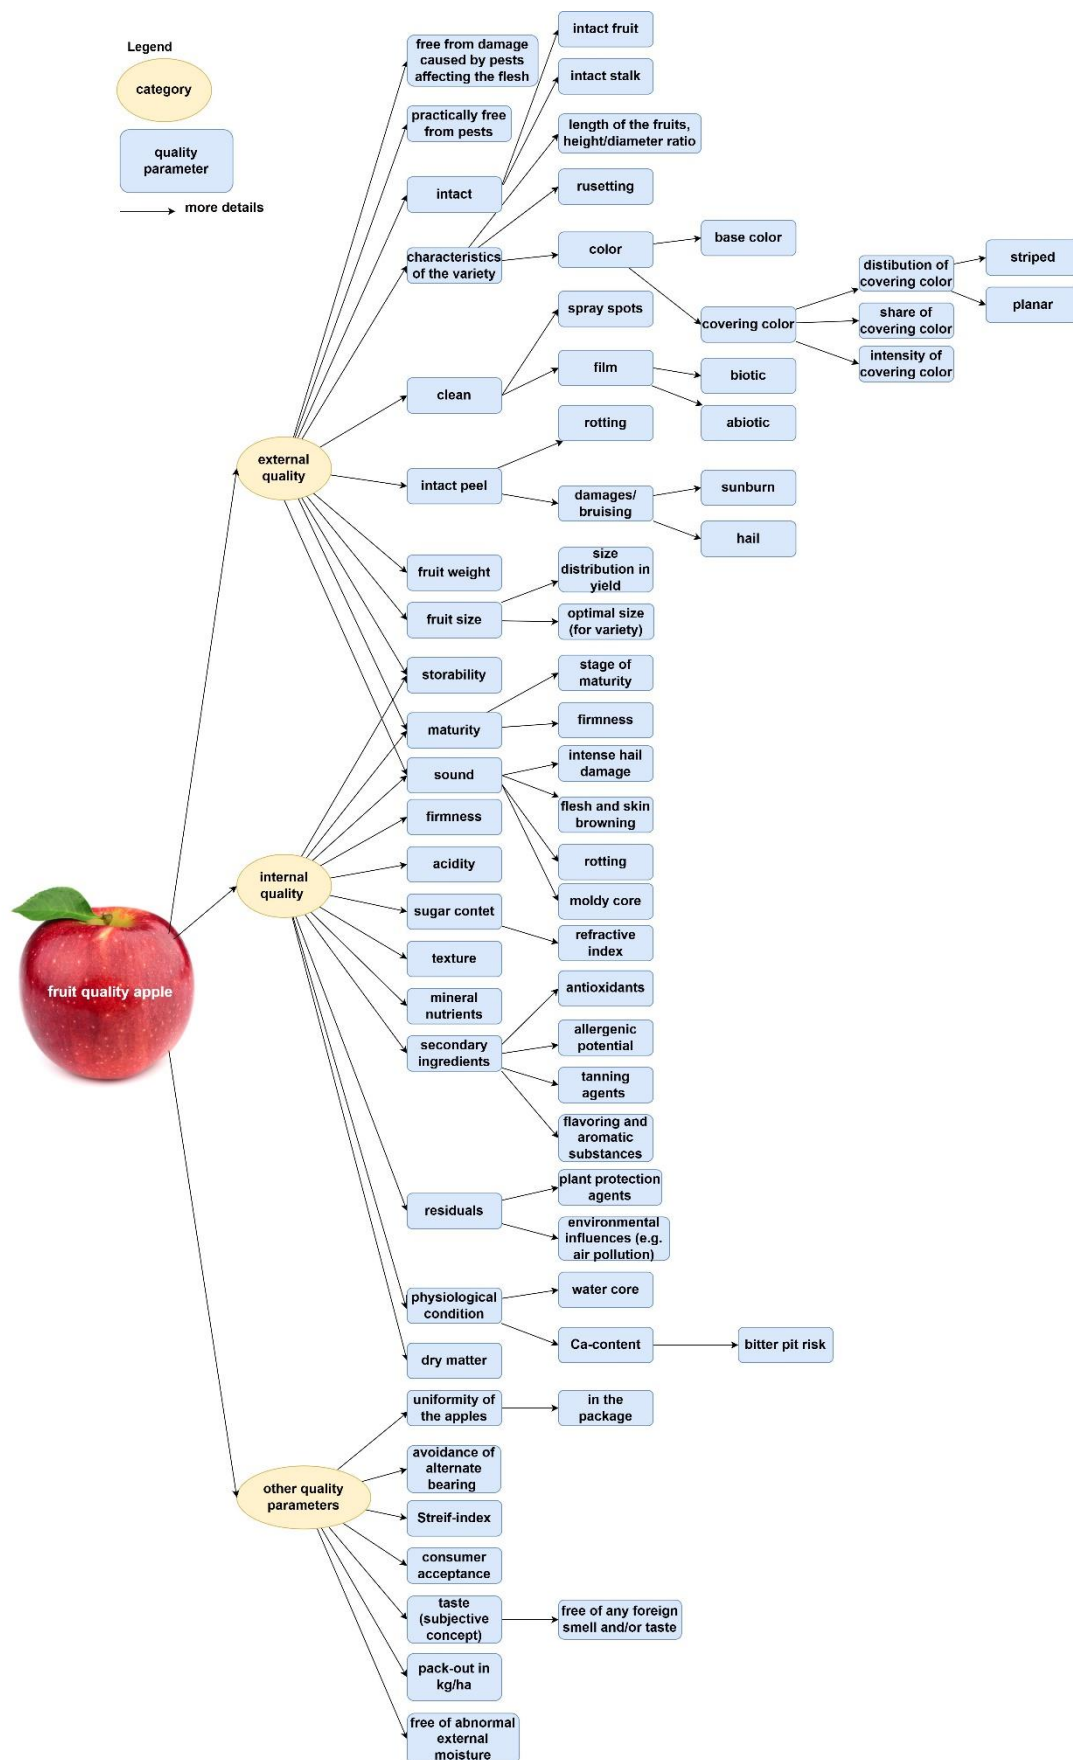 Legend
category
quality
parameter
more details
free from damage
caused by pests
affecting the flesh
practically free
from pests
intact
characteristics
of the variety
clean
external
quality
intact peel
fruit weight
fruit size
storability
maturity
sound
firmness
acidity
internal
quality
sugar contet
texture
mineral
nutrients
secondary
ingredients
fruit quality apple
residuals
physiological
condition
dry matter
uniformity of
the apples
avoidance of
alternate
bearing
other quality
parameters
Streif-index
consumer
acceptance
taste
(subjective
concept)
pack-out in
kg/ha
free of abnormal
external
moisture
intact fruit
intact stalk
length of the fruits,
height/diameter ratio
rusetting
color
spray spots
film
rotting
damages/
bruising
size
distribution in
yield
optimal size
(for variety)
stage of
maturity
firmness
intense hail
damage
flesh and skin
browning
rotting
moldy core
refractive
index
antioxidants
allergenic
potential
tanning
agents
flavoring and
aromatic
substances
plant protection
agents
environmental
influences (e.g.
air pollution)
water core
Ca-content
in the
package
free of any foreign
smell and/or taste
base color
covering color
biotic
abiotic
sunburn
hail
bitter pit risk
distibution of
covering color
share of
covering color
intensity of
covering color
striped
planar